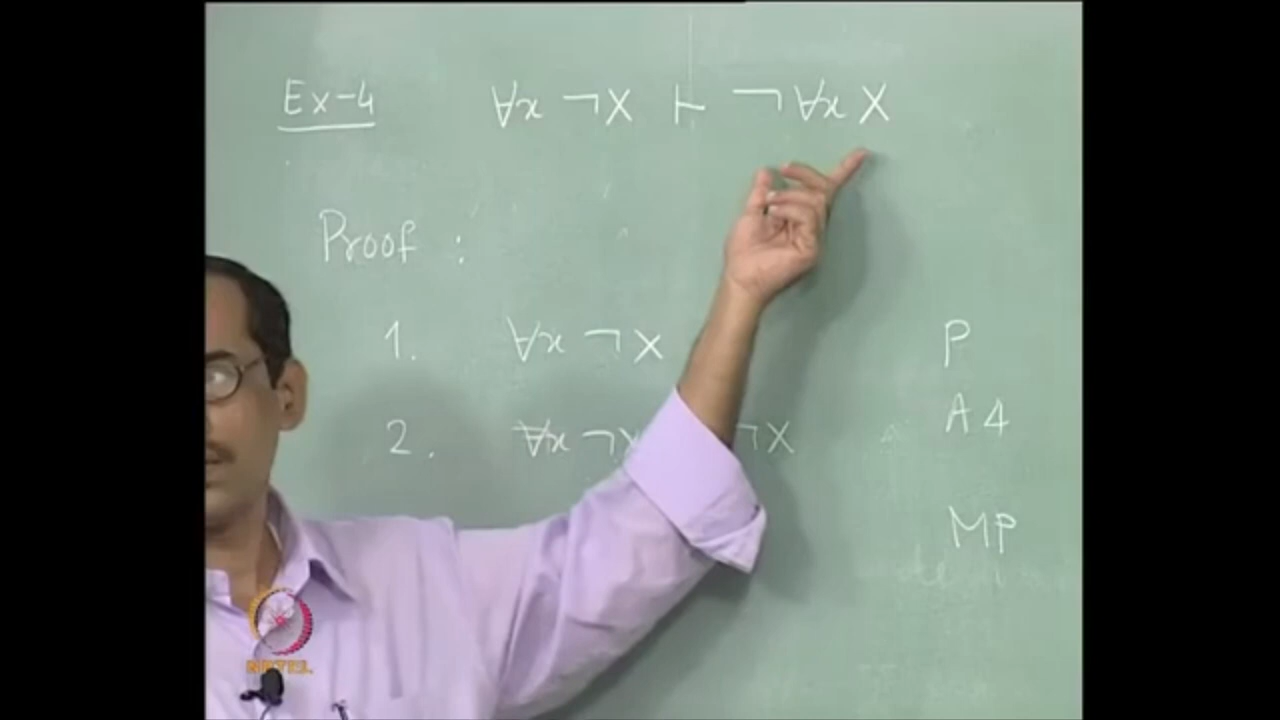 Ex-4 ∀x ¬X ⊢ ¬∀x X
Proof :
1. ∀x ¬X P
2. ∀x ¬X ¬X A4
MP
NPTEL